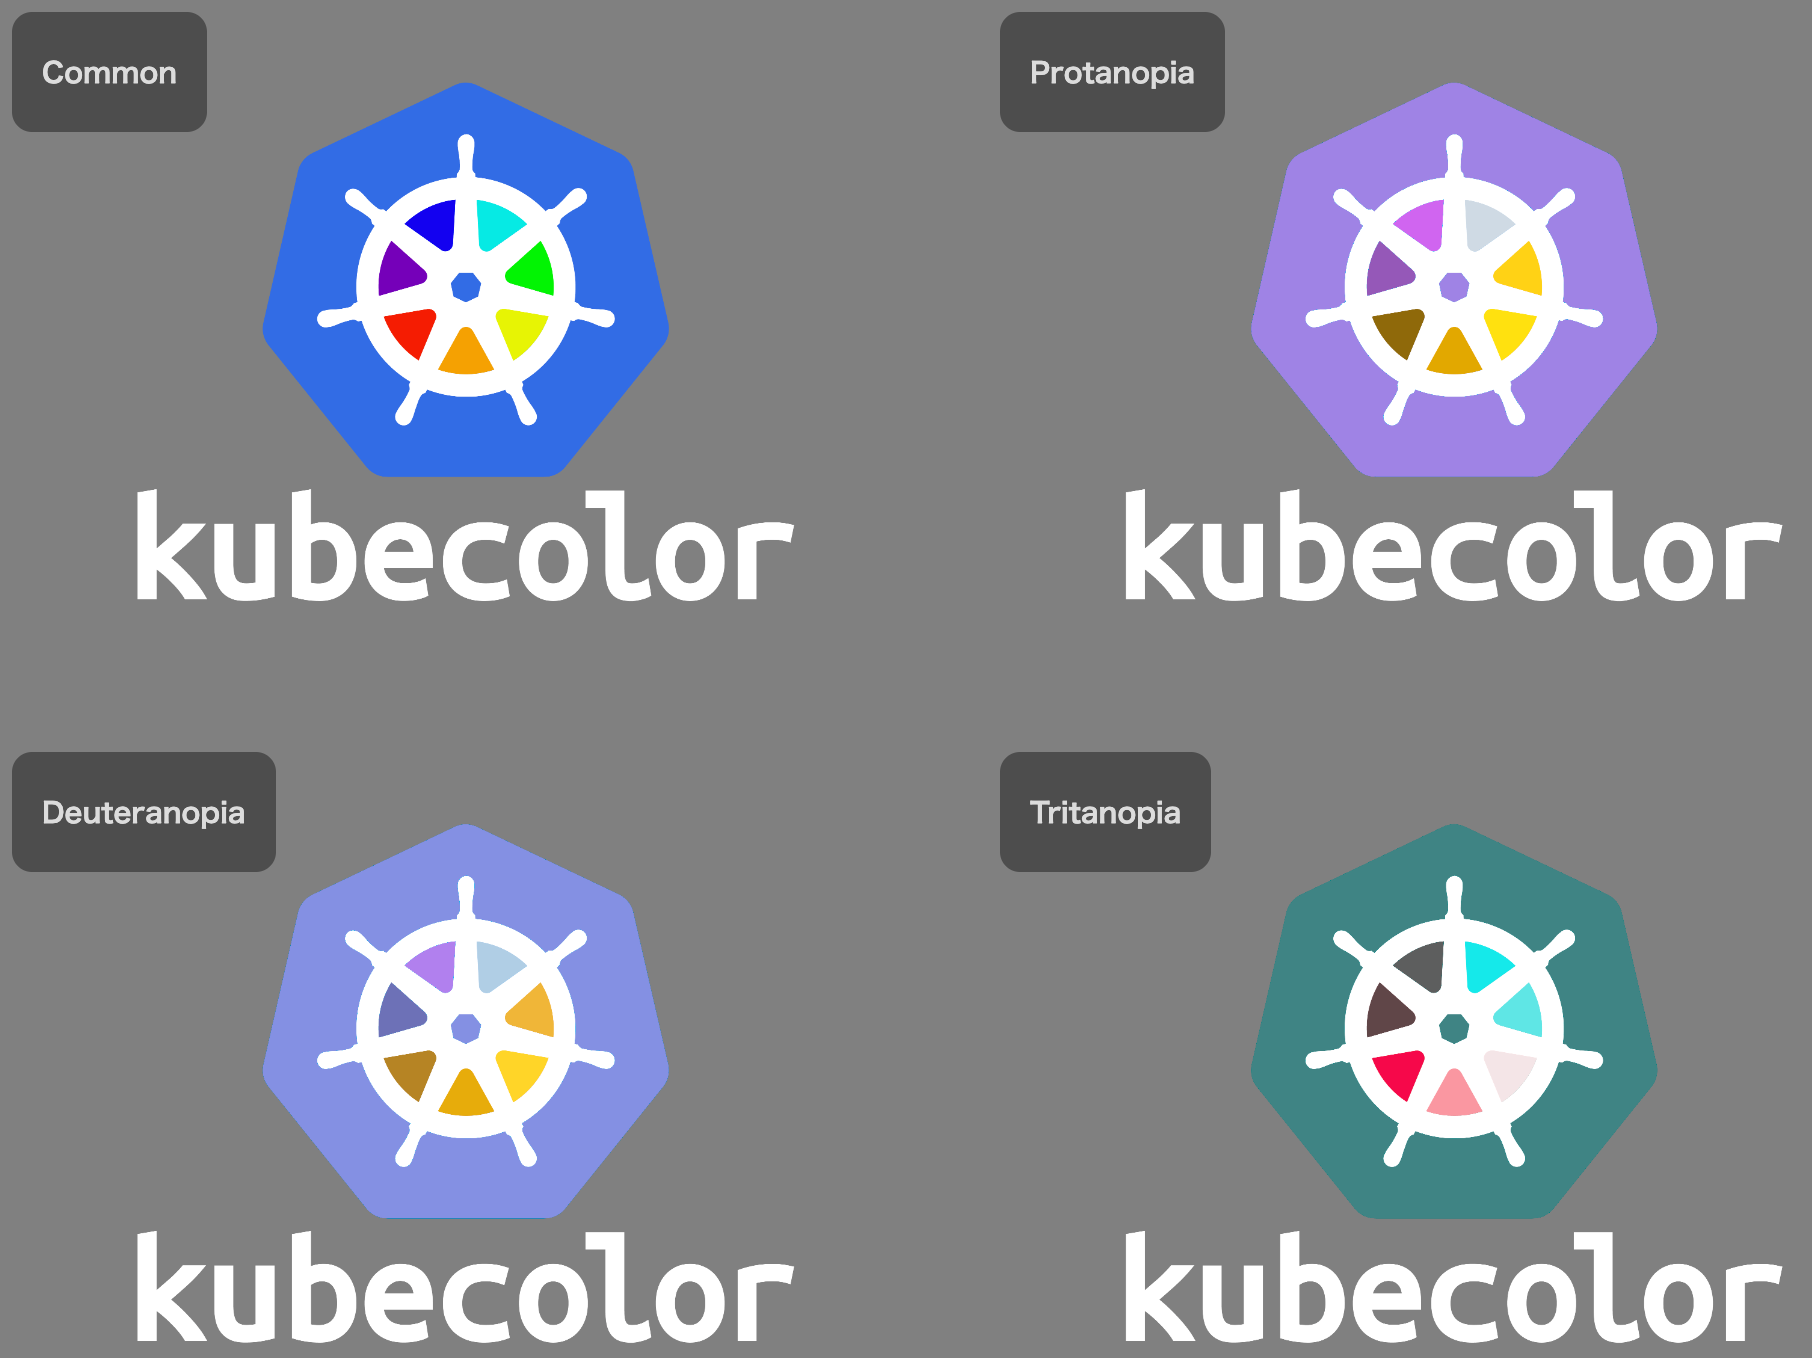 Common
kubecolor
Protanopia
kubecolor
Deuteranopia
kubecolor
Tritanopia
kubecolor